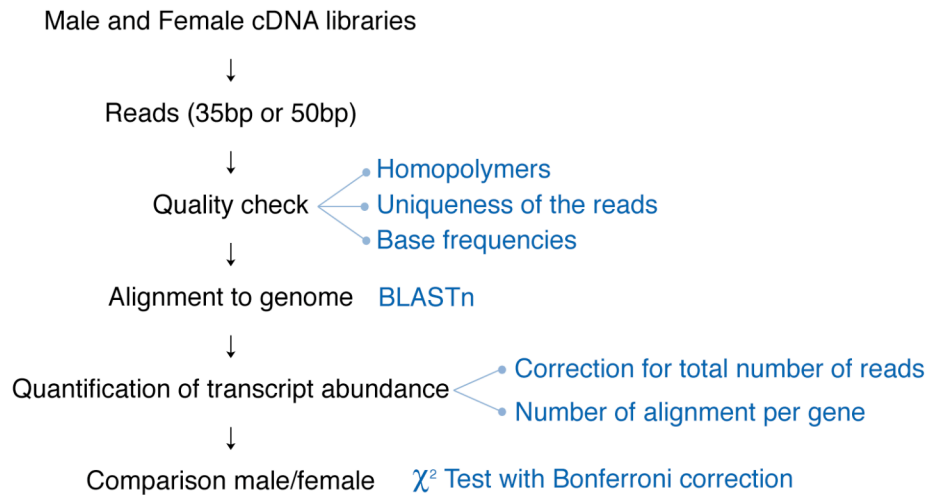 Male and Female cDNA libraries
↓
Reads (35bp or 50bp)
↓
Quality check
Homopolymers
Uniqueness of the reads
Base frequencies
↓
Alignment to genome BLASTn
↓
Quantification of transcript abundance
Correction for total number of reads
Number of alignment per gene
↓
Comparison male/female χ² Test with Bonferroni correction